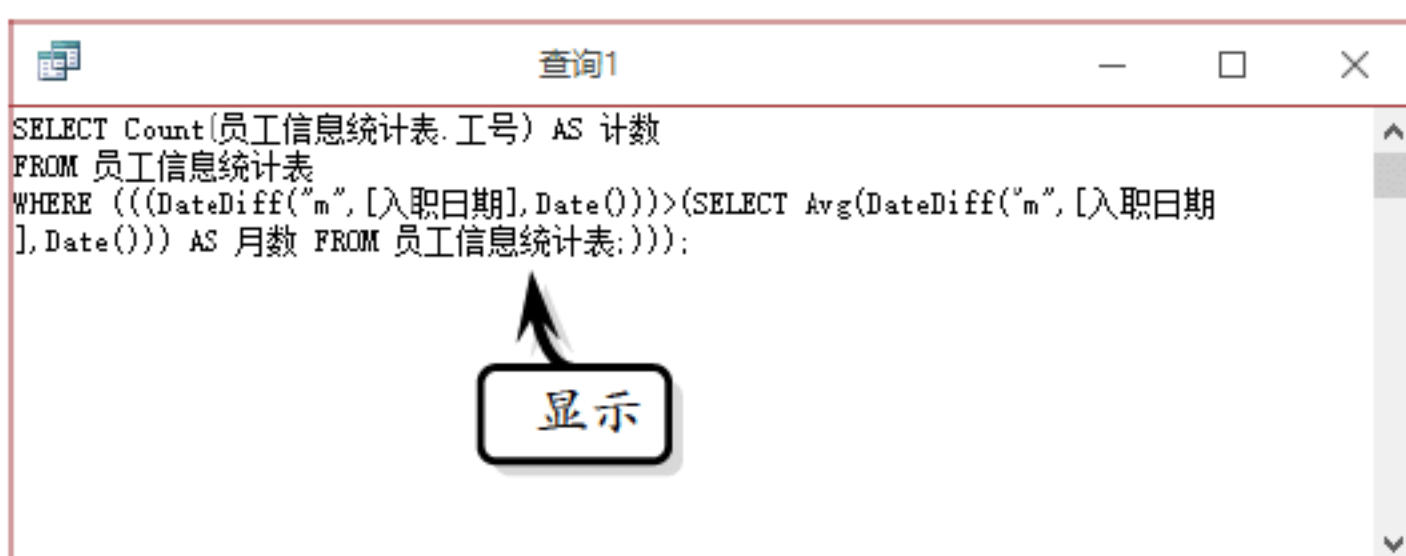 查询1
SELECT Count(员工信息统计表.工号) AS 计数
FROM 员工信息统计表
WHERE (((DateDiff("m",[入职日期],Date()))>(SELECT Avg(DateDiff("m",[入职日期
],Date())) AS 月数 FROM 员工信息统计表;)));
显示